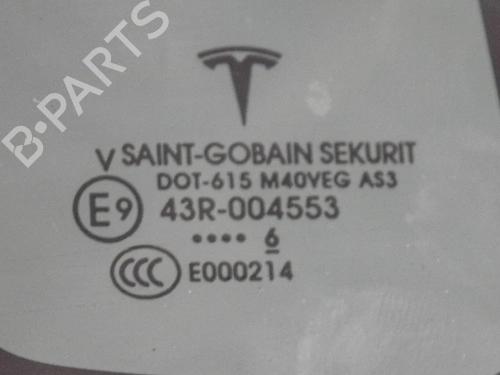 B-PARTS
V SAINT-GOBAIN SEKURIT
DOT-615 M40VEG AS3
E9 43R-004553
•••• 6
CCC E000214